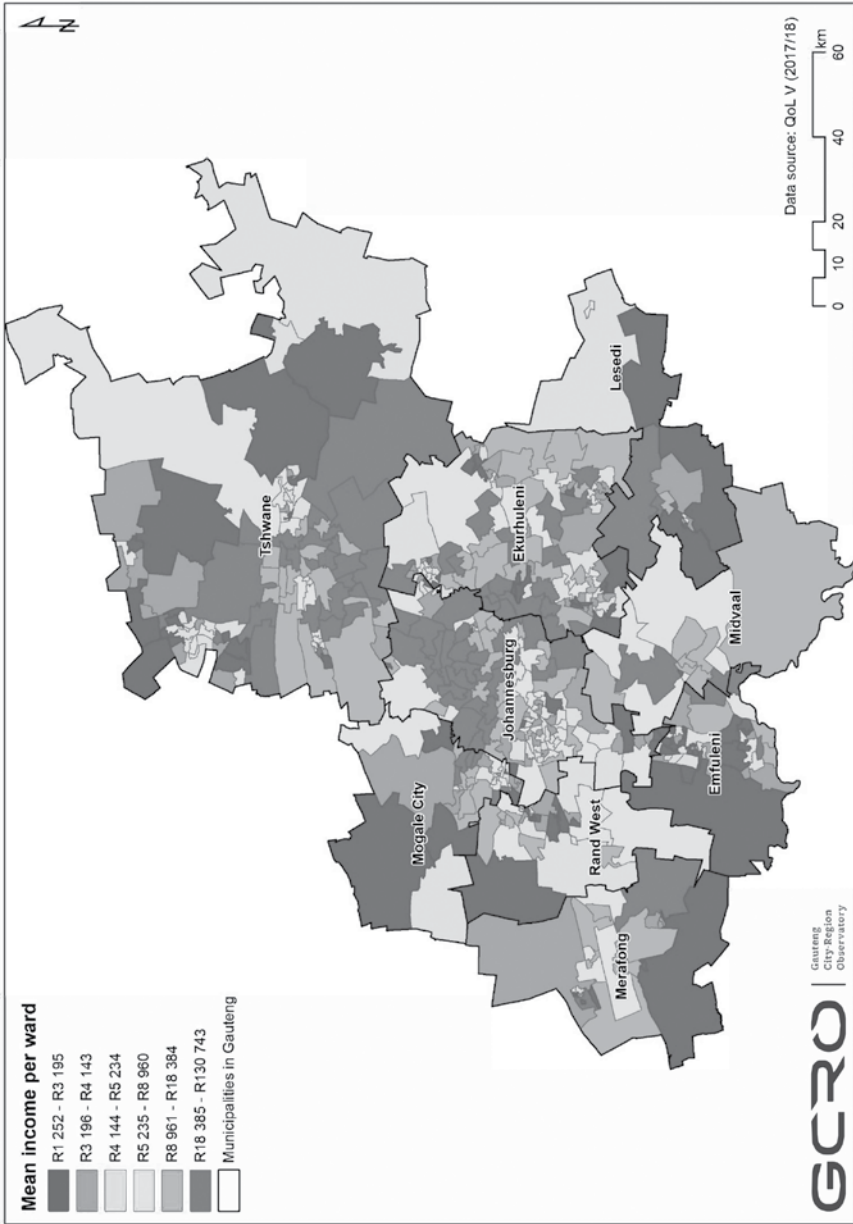 Mean income per ward
R1 252 - R3 195
R3 196 - R4 143
R4 144 - R5 234
R5 235 - R8 960
R8 961 - R18 384
R18 385 - R130 743
Municipalities in Gauteng
N
Tshwane
Mogale City
Johannesburg
Ekurhuleni
Rand West
Merafong
Lesedi
Emfuleni
Midvaal
GCRO
Gauteng
City-Region
Observatory
Data source: QoL V (2017/18)
km
0 10 20 40 60